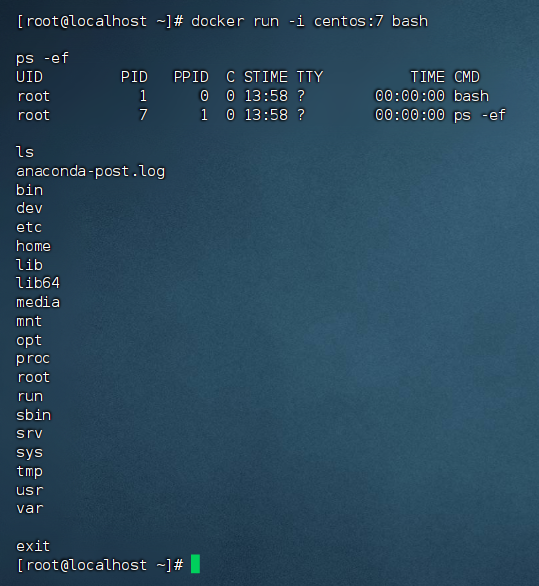 [root@localhost ~]# docker run -i centos:7 bash
ps -ef
UID PID PPID C STIME TTY TIME CMD
root 1 0 0 13:58 ? 00:00:00 bash
root 7 1 0 13:58 ? 00:00:00 ps -ef
ls
anaconda-post.log
bin
dev
etc
home
lib
lib64
media
mnt
opt
proc
root
run
sbin
srv
sys
tmp
usr
var
exit
[root@localhost ~]#